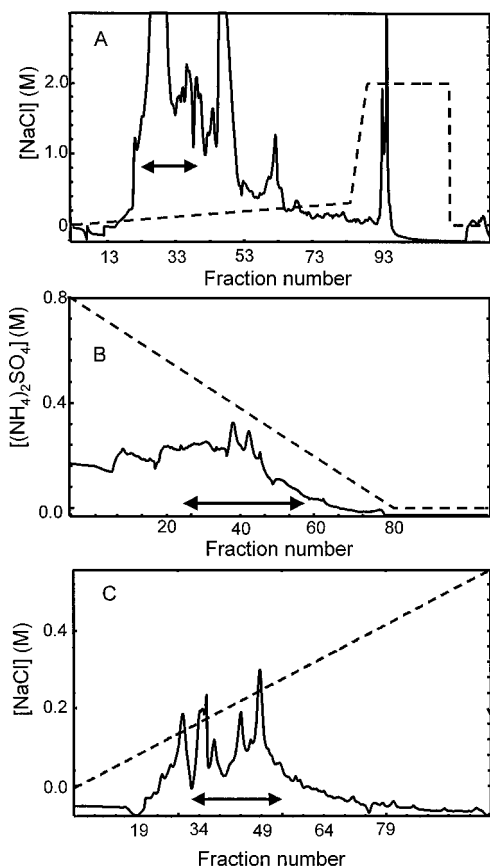 A
[NaCl] (M)
2.0
1.0
0
13 33 53 73 93
Fraction number
B
[(NH4)2SO4] (M)
0.8
0.4
0.0
20 40 60 80
Fraction number
C
[NaCl] (M)
0.4
0.2
0.0
19 34 49 64 79
Fraction number